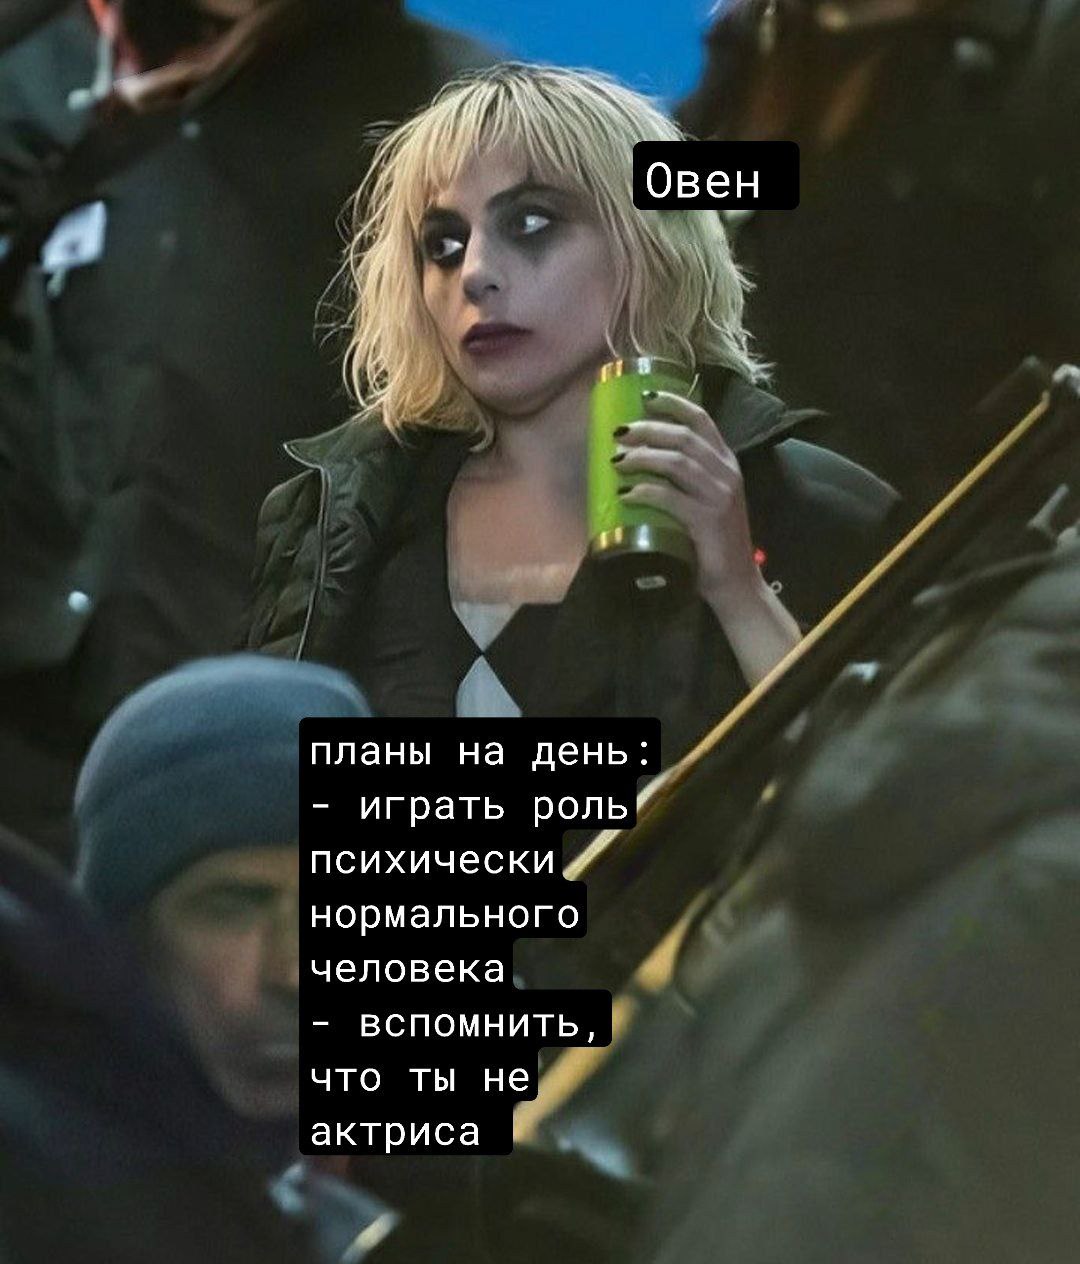 Овен
планы на день:
- играть роль
психически
нормального
человека
- вспомнить,
что ты не
актриса